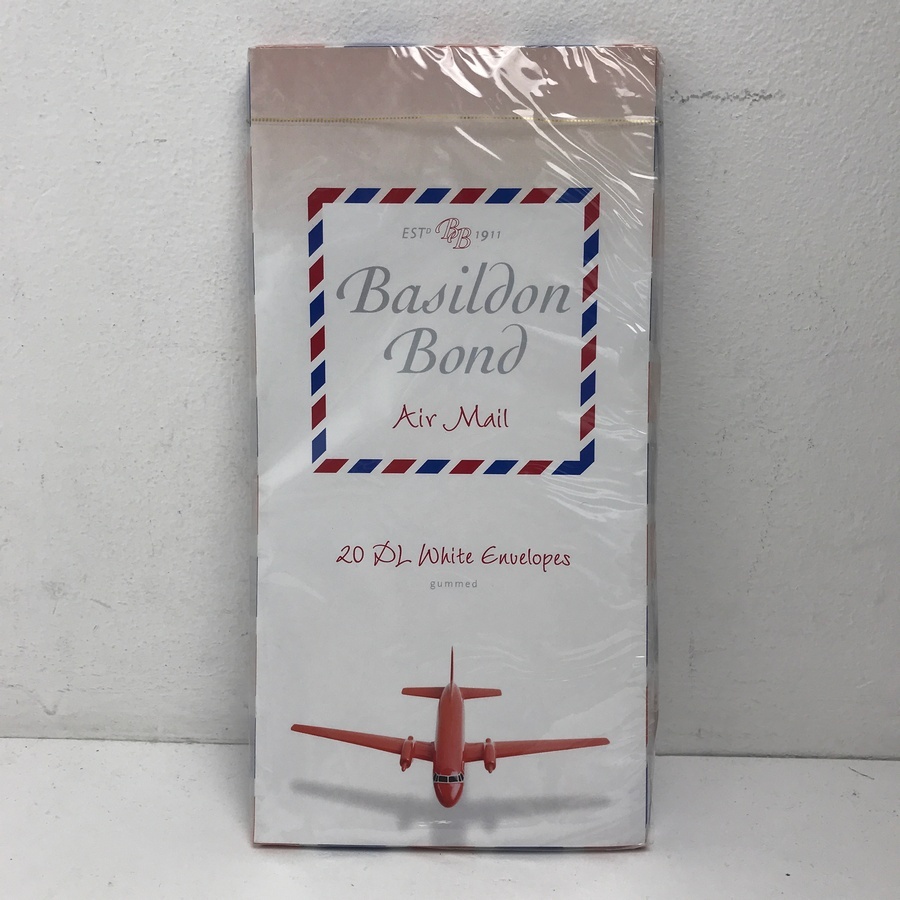 ESTD BB 1911
Basildon
Bond
Air Mail
20 DL White Envelopes
gummed